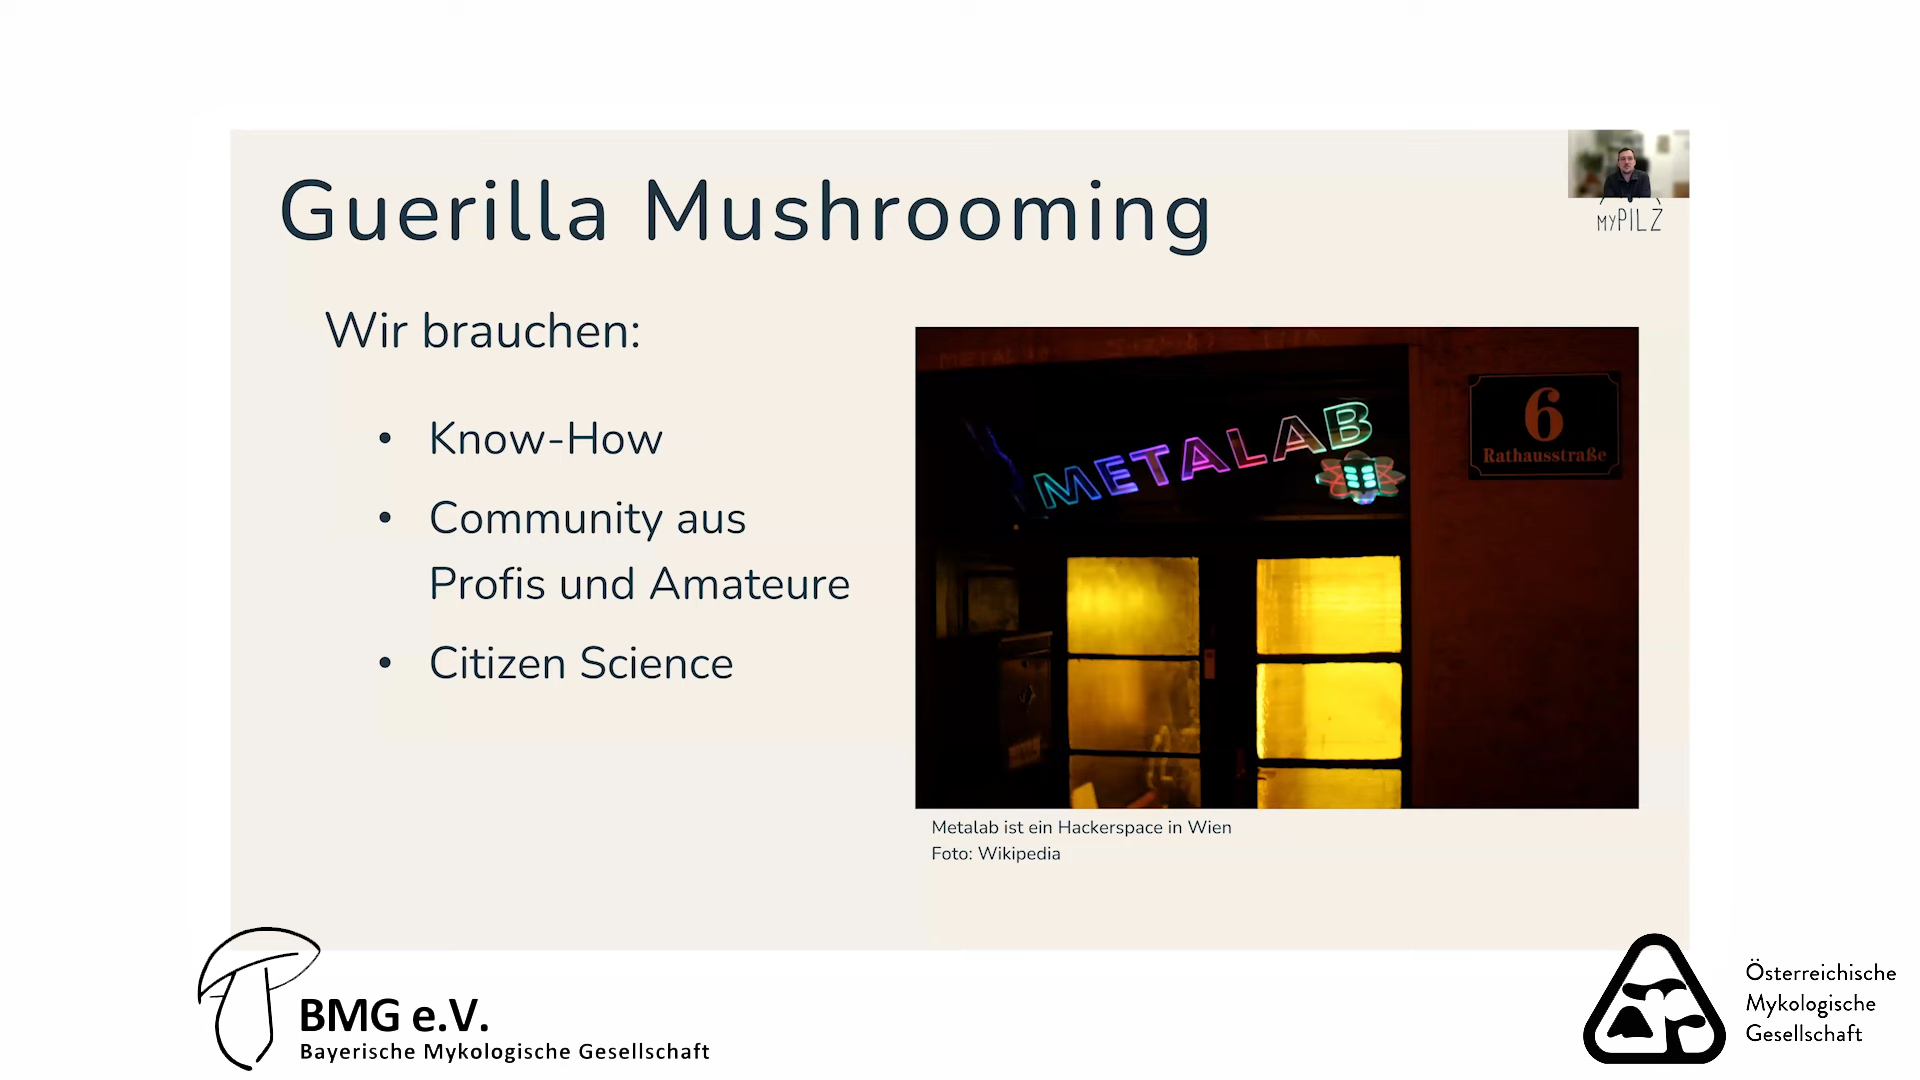 Guerilla Mushrooming
myPILZ
Wir brauchen:
• Know-How
• Community aus
Profis und Amateure
• Citizen Science
METALAB
6
Rathausstraße
Metalab ist ein Hackerspace in Wien
Foto: Wikipedia
BMG e.V.
Bayerische Mykologische Gesellschaft
Österreichische
Mykologische
Gesellschaft